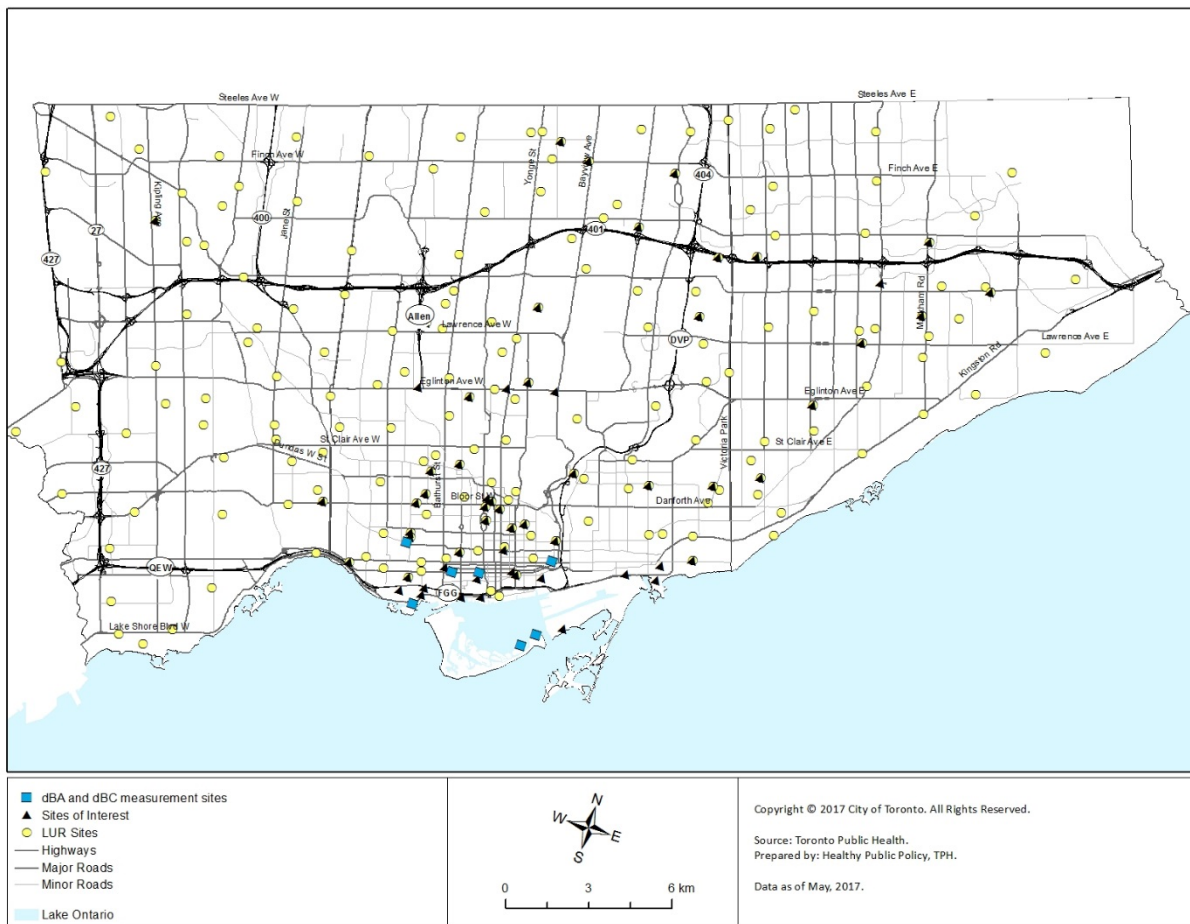 Steeles Ave W
Steeles Ave E
Finch Ave W
Yonge St
Bayview Ave
404
Finch Ave E
Kipling Ave
27
400
Jane St
401
427
Allen
Lawrence Ave W
DVP
Markham Rd
Lawrence Ave E
Kingston Rd
Eglinton Ave W
Eglinton Ave E
St Clair Ave W
Dundas W St
St Clair Ave E
Victoria Park
427
Bathurst St
Bloor St W
Danforth Ave
QEW
FGG
Lake Shore Blvd W
dBA and dBC measurement sites
Sites of Interest
LUR Sites
Highways
Major Roads
Minor Roads
Lake Ontario
N
W
E
S
0 3 6 km
Copyright © 2017 City of Toronto. All Rights Reserved.
Source: Toronto Public Health.
Prepared by: Healthy Public Policy, TPH.
Data as of May, 2017.